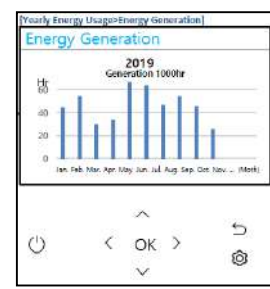 [Yearly Energy Usage>Energy Generation]
Energy Generation
2019
Generation 1000hr
Hr
60
40
20
0
Jan. Feb. Mar. Apr. May Jun. Jul. Aug. Sep. Oct. Nov. ... (Month)
OK